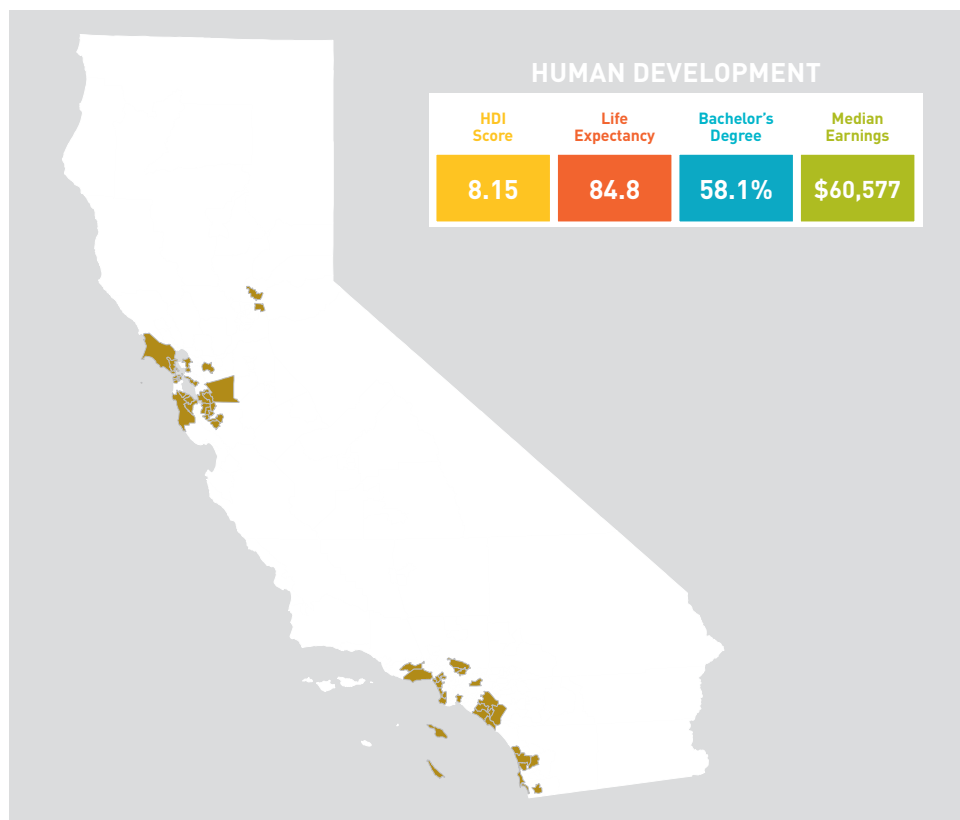 HUMAN DEVELOPMENT
HDI
Score
Life
Expectancy
Bachelor's
Degree
Median
Earnings
8.15
84.8
58.1%
$60,577